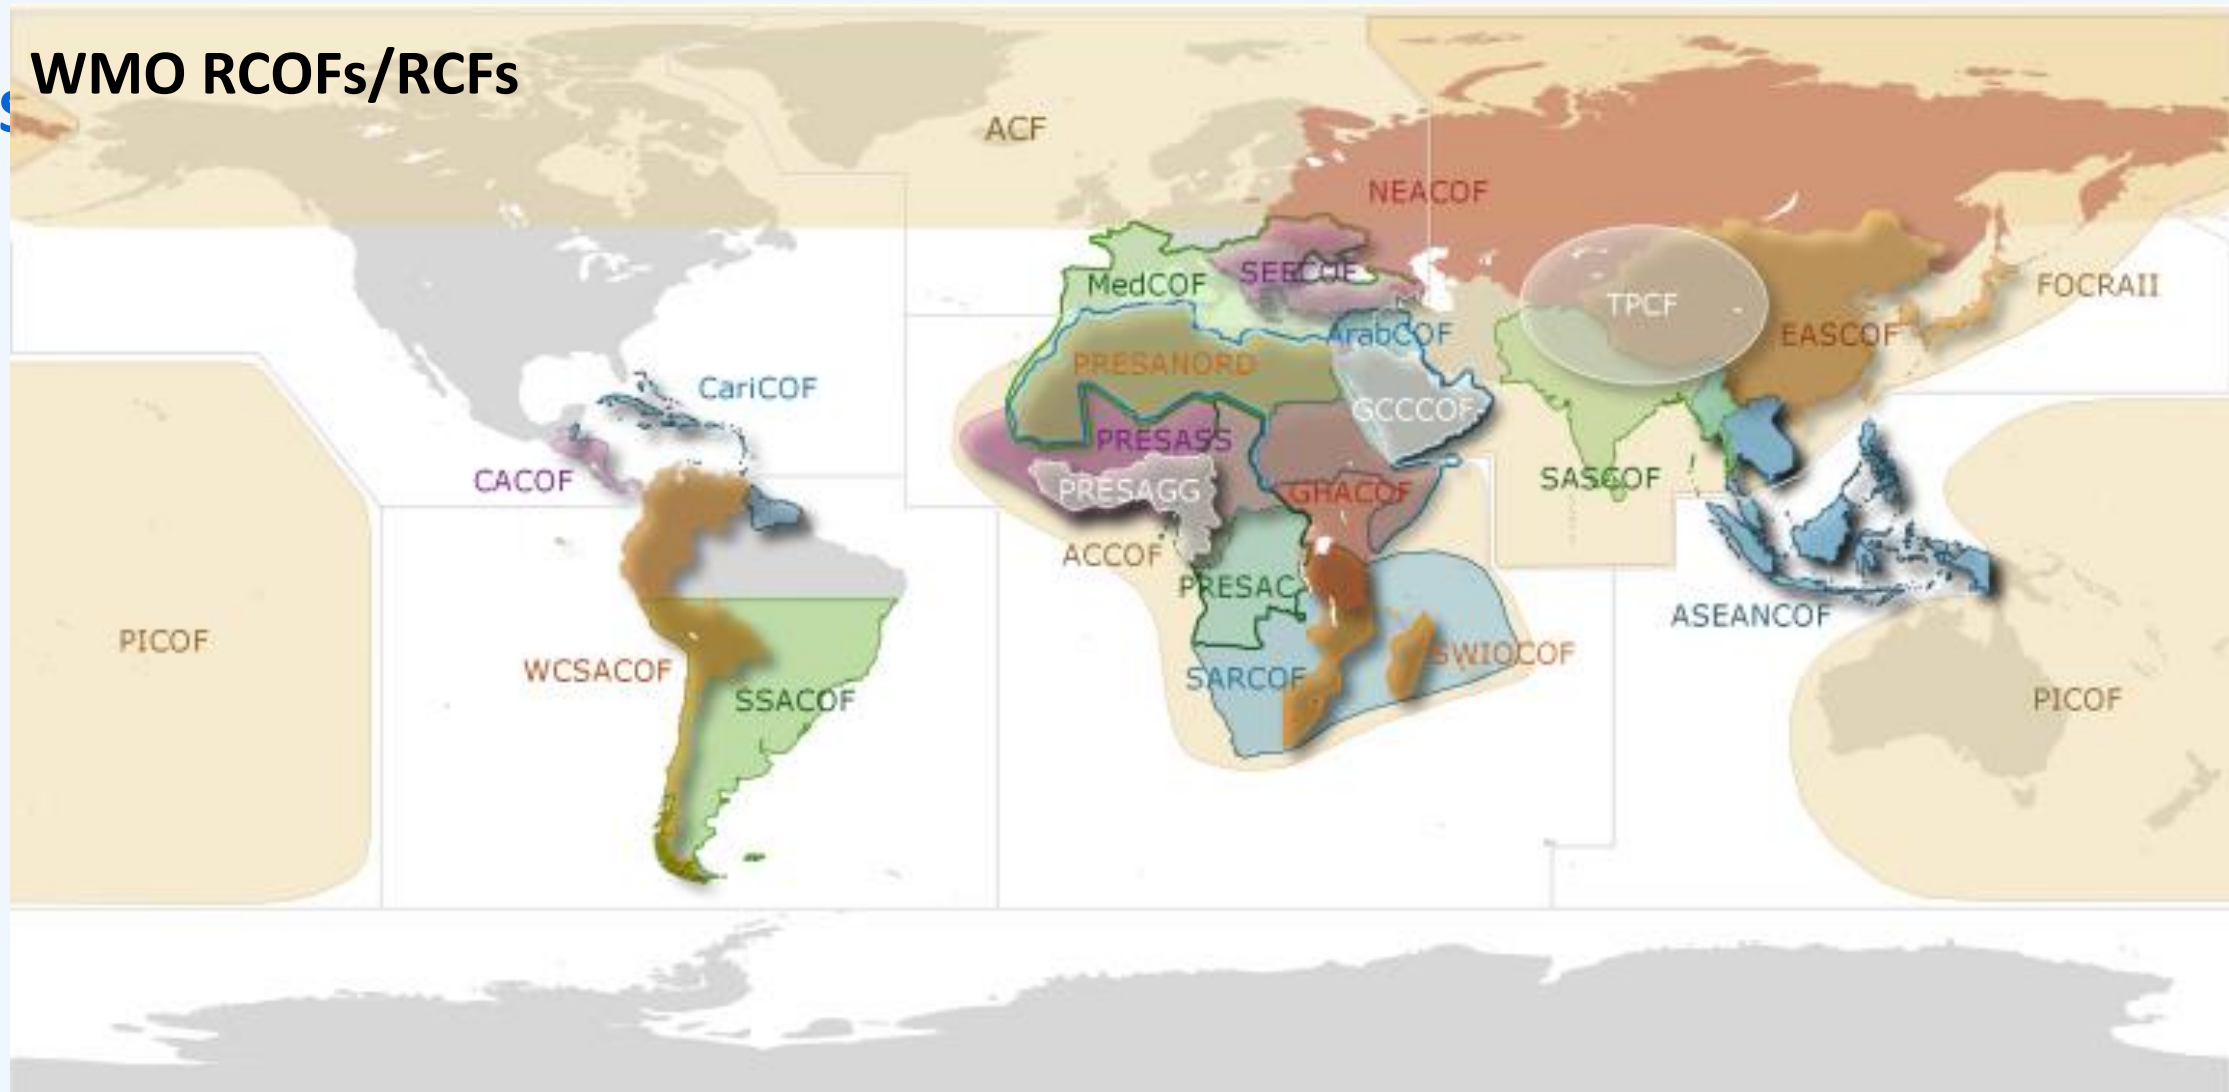 WMO RCOFs/RCFs
s
ACF
NEACOF
MedCOF
SEECOF
TPCF
FOCRAII
ArabCOF
EASCOF
PRESANORD
CariCOF
GCCCOF
PRESASS
CACOF
SASCOF
PRESAGG
GHACOF
ACCOF
PRESAC
ASEANCOF
PICOF
WCSACOF
SWIOCOF
SARCOF
SSACOF
PICOF